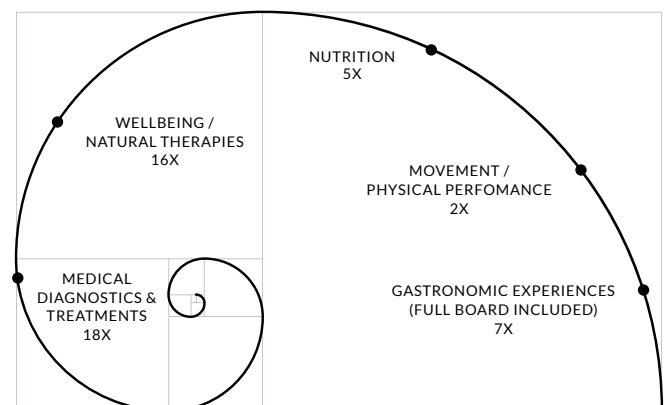 NUTRITION
5X
WELLBEING /
NATURAL THERAPIES
16X
MOVEMENT /
PHYSICAL PERFOMANCE
2X
MEDICAL
DIAGNOSTICS &
TREATMENTS
18X
GASTRONOMIC EXPERIENCES
(FULL BOARD INCLUDED)
7X